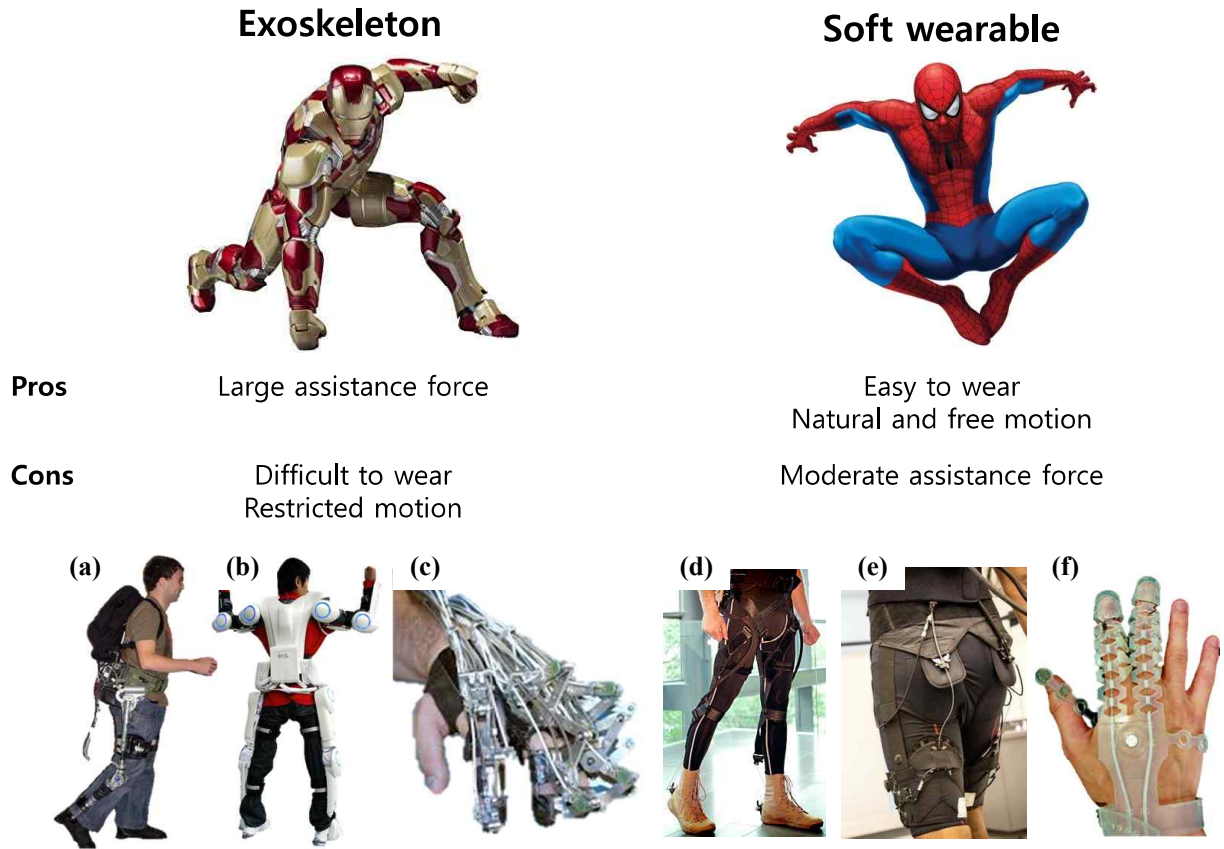 Exoskeleton
Soft wearable
Pros
Large assistance force
Easy to wear
Natural and free motion
Cons
Difficult to wear
Restricted motion
Moderate assistance force
(a)
(b)
(c)
(d)
(e)
(f)